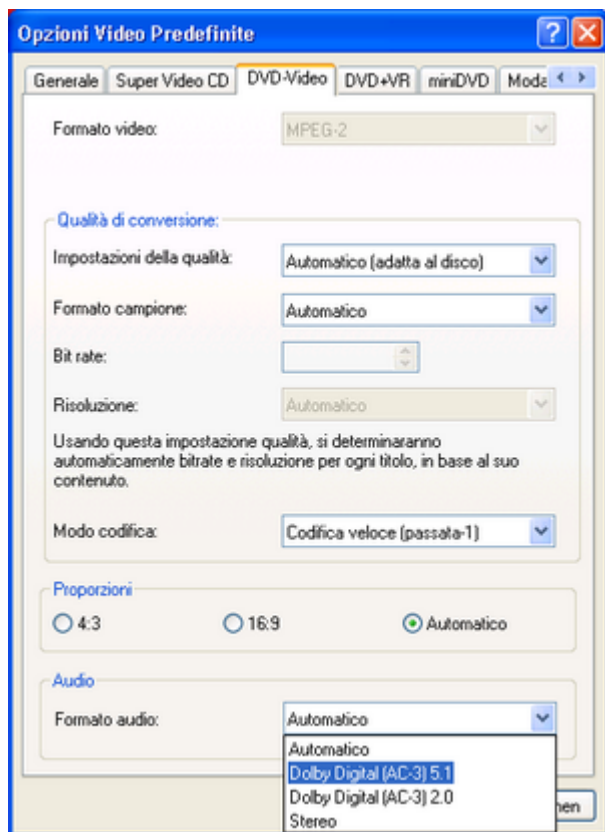 Opzioni Video Predefinite
Generale Super Video CD DVD-Video DVD+VR miniDVD Moda
Formato video: MPEG-2
Qualità di conversione:
Impostazioni della qualità: Automatico (adatta al disco)
Formato campione: Automatico
Bit rate:
Risoluzione: Automatico
Usando questa impostazione qualità, si determinaranno
automaticamente bitrate e risoluzione per ogni titolo, in base al suo
contenuto.
Modo codifica: Codifica veloce (passata-1)
Proporzioni
4:3 16:9 Automatico
Audio
Formato audio: Automatico
Automatico
Dolby Digital (AC-3) 5.1
Dolby Digital (AC-3) 2.0
Stereo